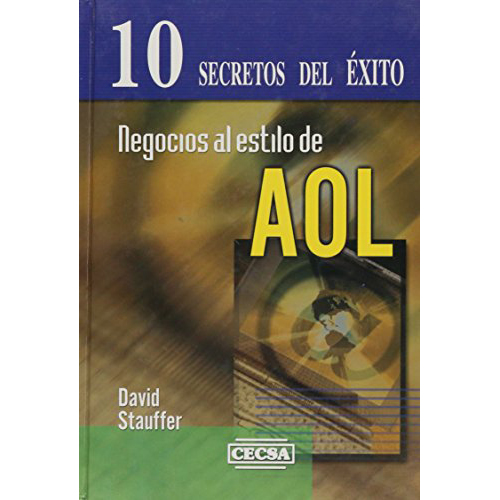 10 SECRETOS DEL ÉXITO
Negocios al estilo de
AOL
David
Stauffer
CECSA